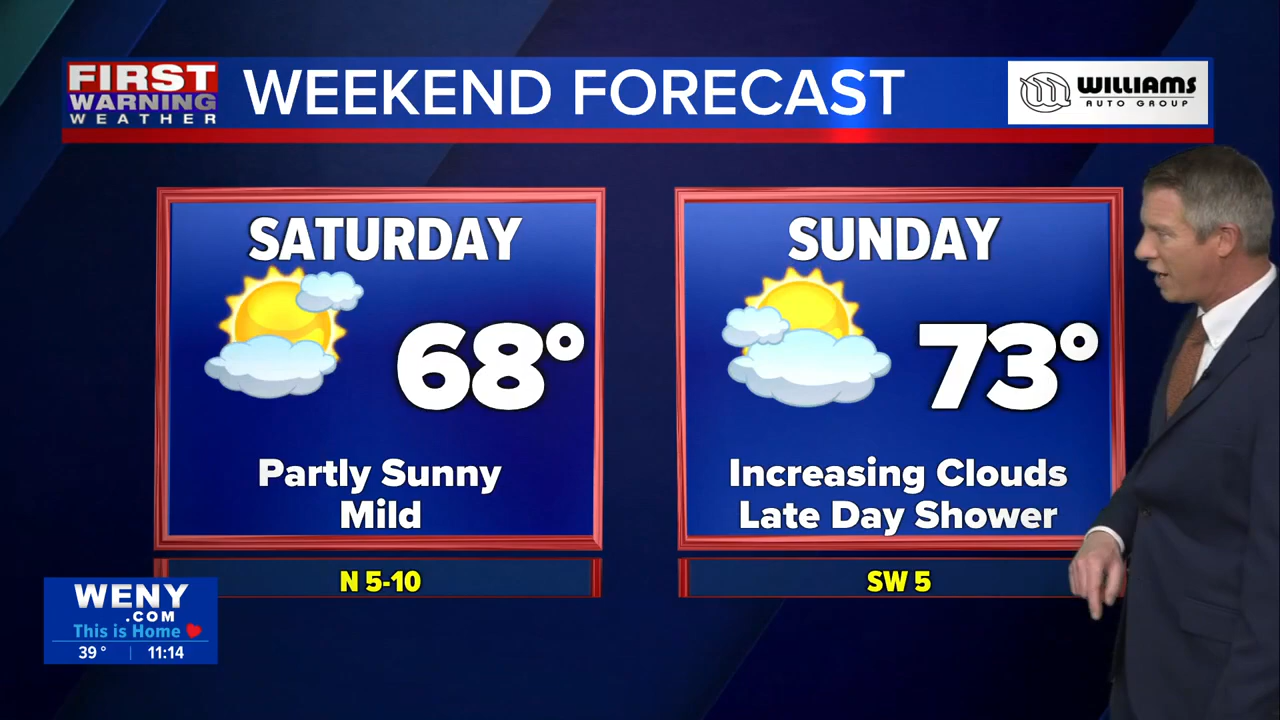 FIRST
WARNING
WEATHER
WEEKEND FORECAST
WILLIAMS
AUTO GROUP
SATURDAY
68°
Partly Sunny
Mild
N 5-10
SUNDAY
73°
Increasing Clouds
Late Day Shower
SW 5
WENY
.COM
This is Home
39° | 11:14